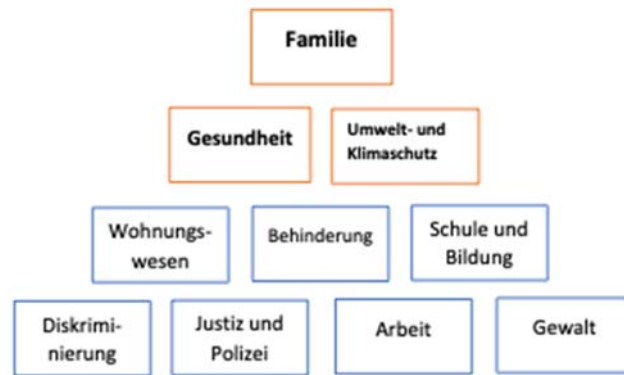 Familie
Gesundheit
Umwelt- und
Klimaschutz
Wohnungs-
wesen
Behinderung
Schule und
Bildung
Diskrimi-
nierung
Justiz und
Polizei
Arbeit
Gewalt